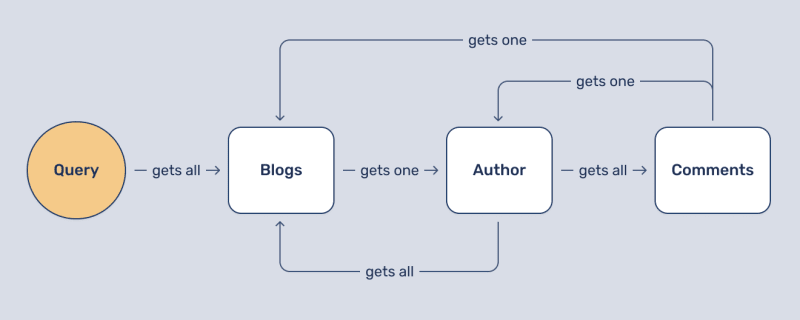 gets one
gets one
Query
gets all
Blogs
gets one
Author
gets all
Comments
gets all